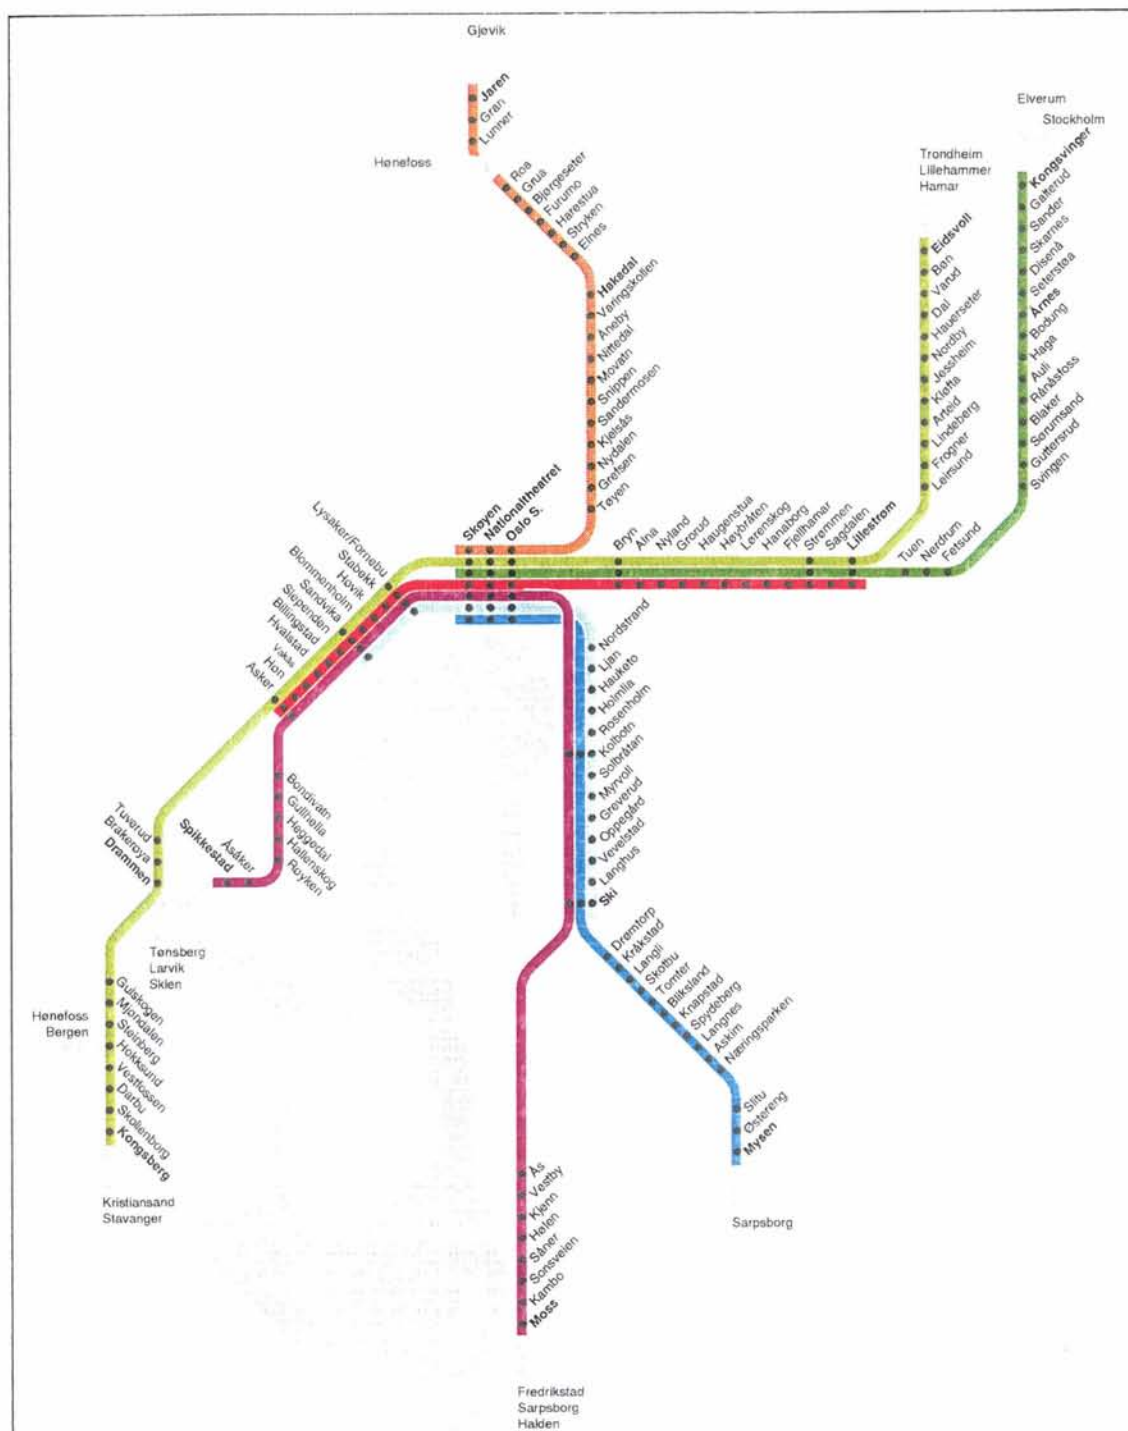 Gjøvik
Jaren
Gran
Lunner
Hønefoss
Roa
Grua
Bjørgeseter
Furumo
Harestua
Stryken
Elnes
Hakadal
Varingskollen
Åneby
Nittedal
Movatn
Snippen
Sandermosen
Kjelsås
Nydalen
Grefsen
Tøyen
Elverum
Stockholm
Kongsvinger
Galterud
Sander
Skarnes
Disenå
Seterstøa
Årnes
Bodung
Haga
Auli
Rånåsfoss
Blaker
Sørumsand
Guttersrud
Svingen
Trondheim
Lillehammer
Hamar
Eidsvoll
Bøn
Varud
Dal
Hauerseter
Nordby
Jessheim
Kløfta
Arteid
Lindeberg
Frogner
Leirsund
Skøyen
Nationaltheatret
Oslo S.
Bryn
Alna
Nyland
Grorud
Haugenstua
Høybråten
Lørenskog
Hanaborg
Fjellhamar
Strømmen
Sagdalen
Lillestrøm
Tuen
Nerdrum
Fetsund
Lysaker/Fornebu
Stabekk
Høvik
Blommenholm
Sandvika
Slependen
Billingstad
Hvalstad
Vakås
Høn
Asker
Nordstrand
Ljan
Hauketo
Holmlia
Rosenholm
Kolbotn
Solbråtan
Myrvoll
Greverud
Oppegård
Vevelstad
Langhus
Ski
Bondivatn
Gullhella
Heggedal
Hallenskog
Røyken
Åsåker
Spikkestad
Tuverud
Brakerøya
Drammen
Tønsberg
Larvik
Skien
Hønefoss
Bergen
Gulskogen
Mjøndalen
Steinberg
Hokksund
Vestfossen
Darbu
Skollenborg
Kongsberg
Kristiansand
Stavanger
Drømtorp
Kråkstad
Langli
Skotbu
Tomter
Bliksland
Knapstad
Spydeberg
Langnes
Askim
Næringsparken
Slitu
Østereng
Mysen
Sarpsborg
Ås
Vestby
Kjenn
Hølen
Såner
Sonsveien
Kambo
Moss
Fredrikstad
Sarpsborg
Halden